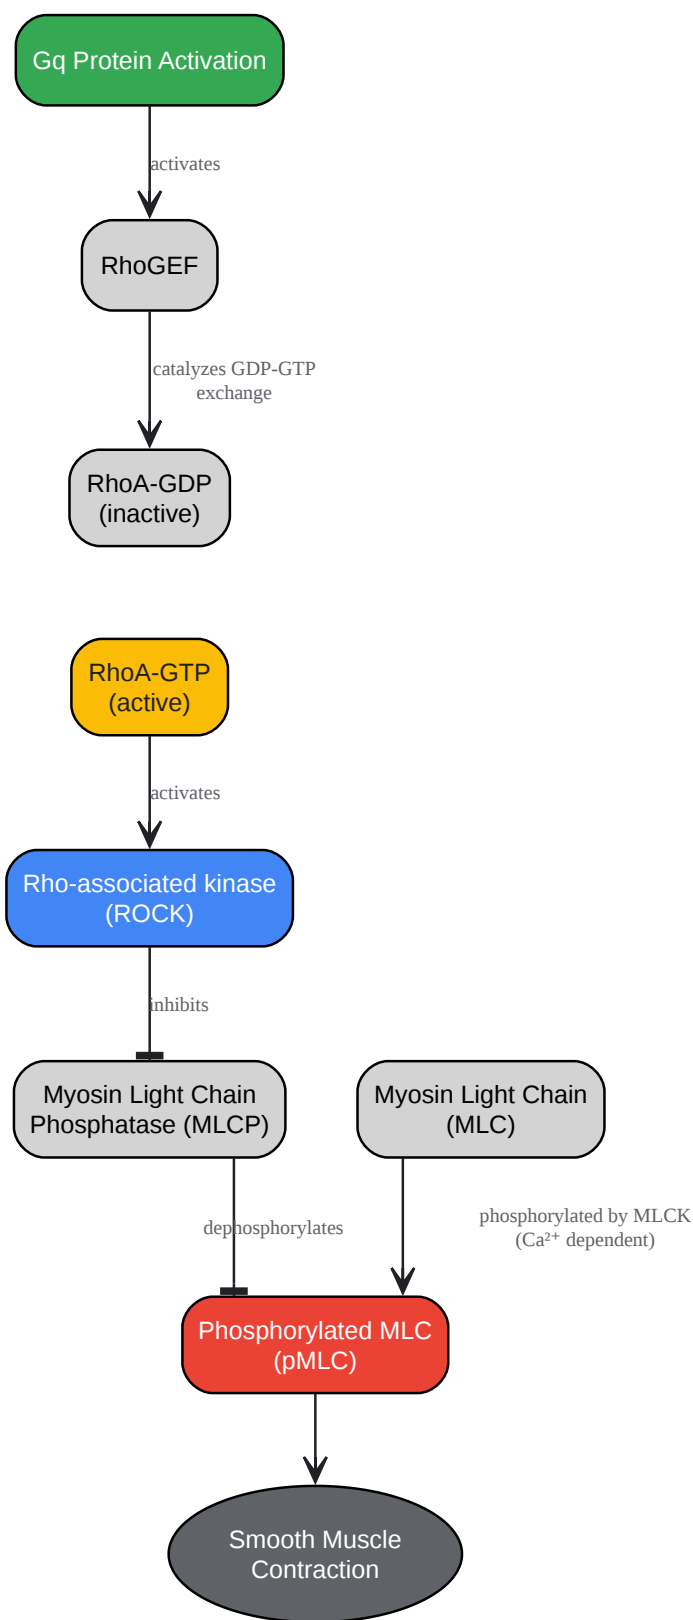 Gq Protein Activation
activates
RhoGEF
catalyzes GDP-GTP
exchange
RhoA-GDP
(inactive)
RhoA-GTP
(active)
activates
Rho-associated kinase
(ROCK)
inhibits
Myosin Light Chain
Phosphatase (MLCP)
Myosin Light Chain
(MLC)
dephosphorylates
phosphorylated by MLCK
(Ca²⁺ dependent)
Phosphorylated MLC
(pMLC)
Smooth Muscle
Contraction